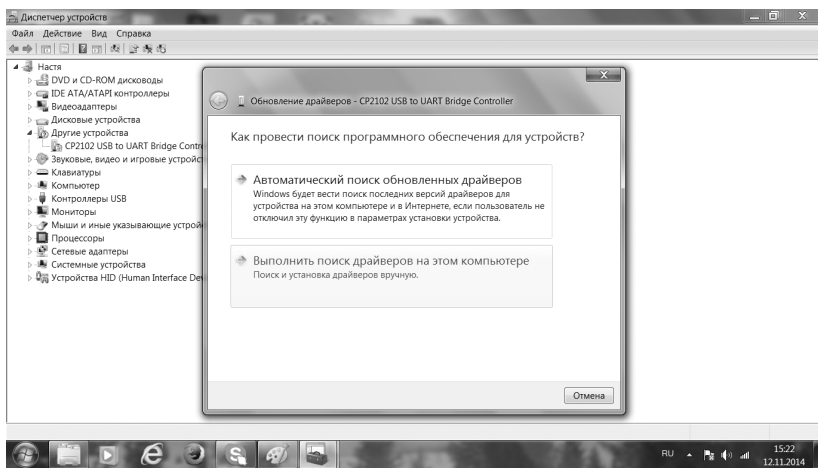 Диспетчер устройств
Файл Действие Вид Справка
Настя
DVD и CD-ROM дисководы
IDE ATA/ATAPI контроллеры
Видеоадаптеры
Дисковые устройства
Другие устройства
CP2102 USB to UART Bridge Contro
Звуковые, видео и игровые устройст
Клавиатуры
Компьютер
Контроллеры USB
Мониторы
Мыши и иные указывающие устрой
Процессоры
Сетевые адаптеры
Системные устройства
Устройства HID (Human Interface Dev
Обновление драйверов - CP2102 USB to UART Bridge Controller
Как провести поиск программного обеспечения для устройств?
Автоматический поиск обновленных драйверов
Windows будет вести поиск последних версий драйверов для
устройства на этом компьютере и в Интернете, если пользователь не
отключил эту функцию в параметрах установки устройства.
Выполнить поиск драйверов на этом компьютере
Поиск и установка драйверов вручную.
Отмена
RU
15:22
12.11.2014